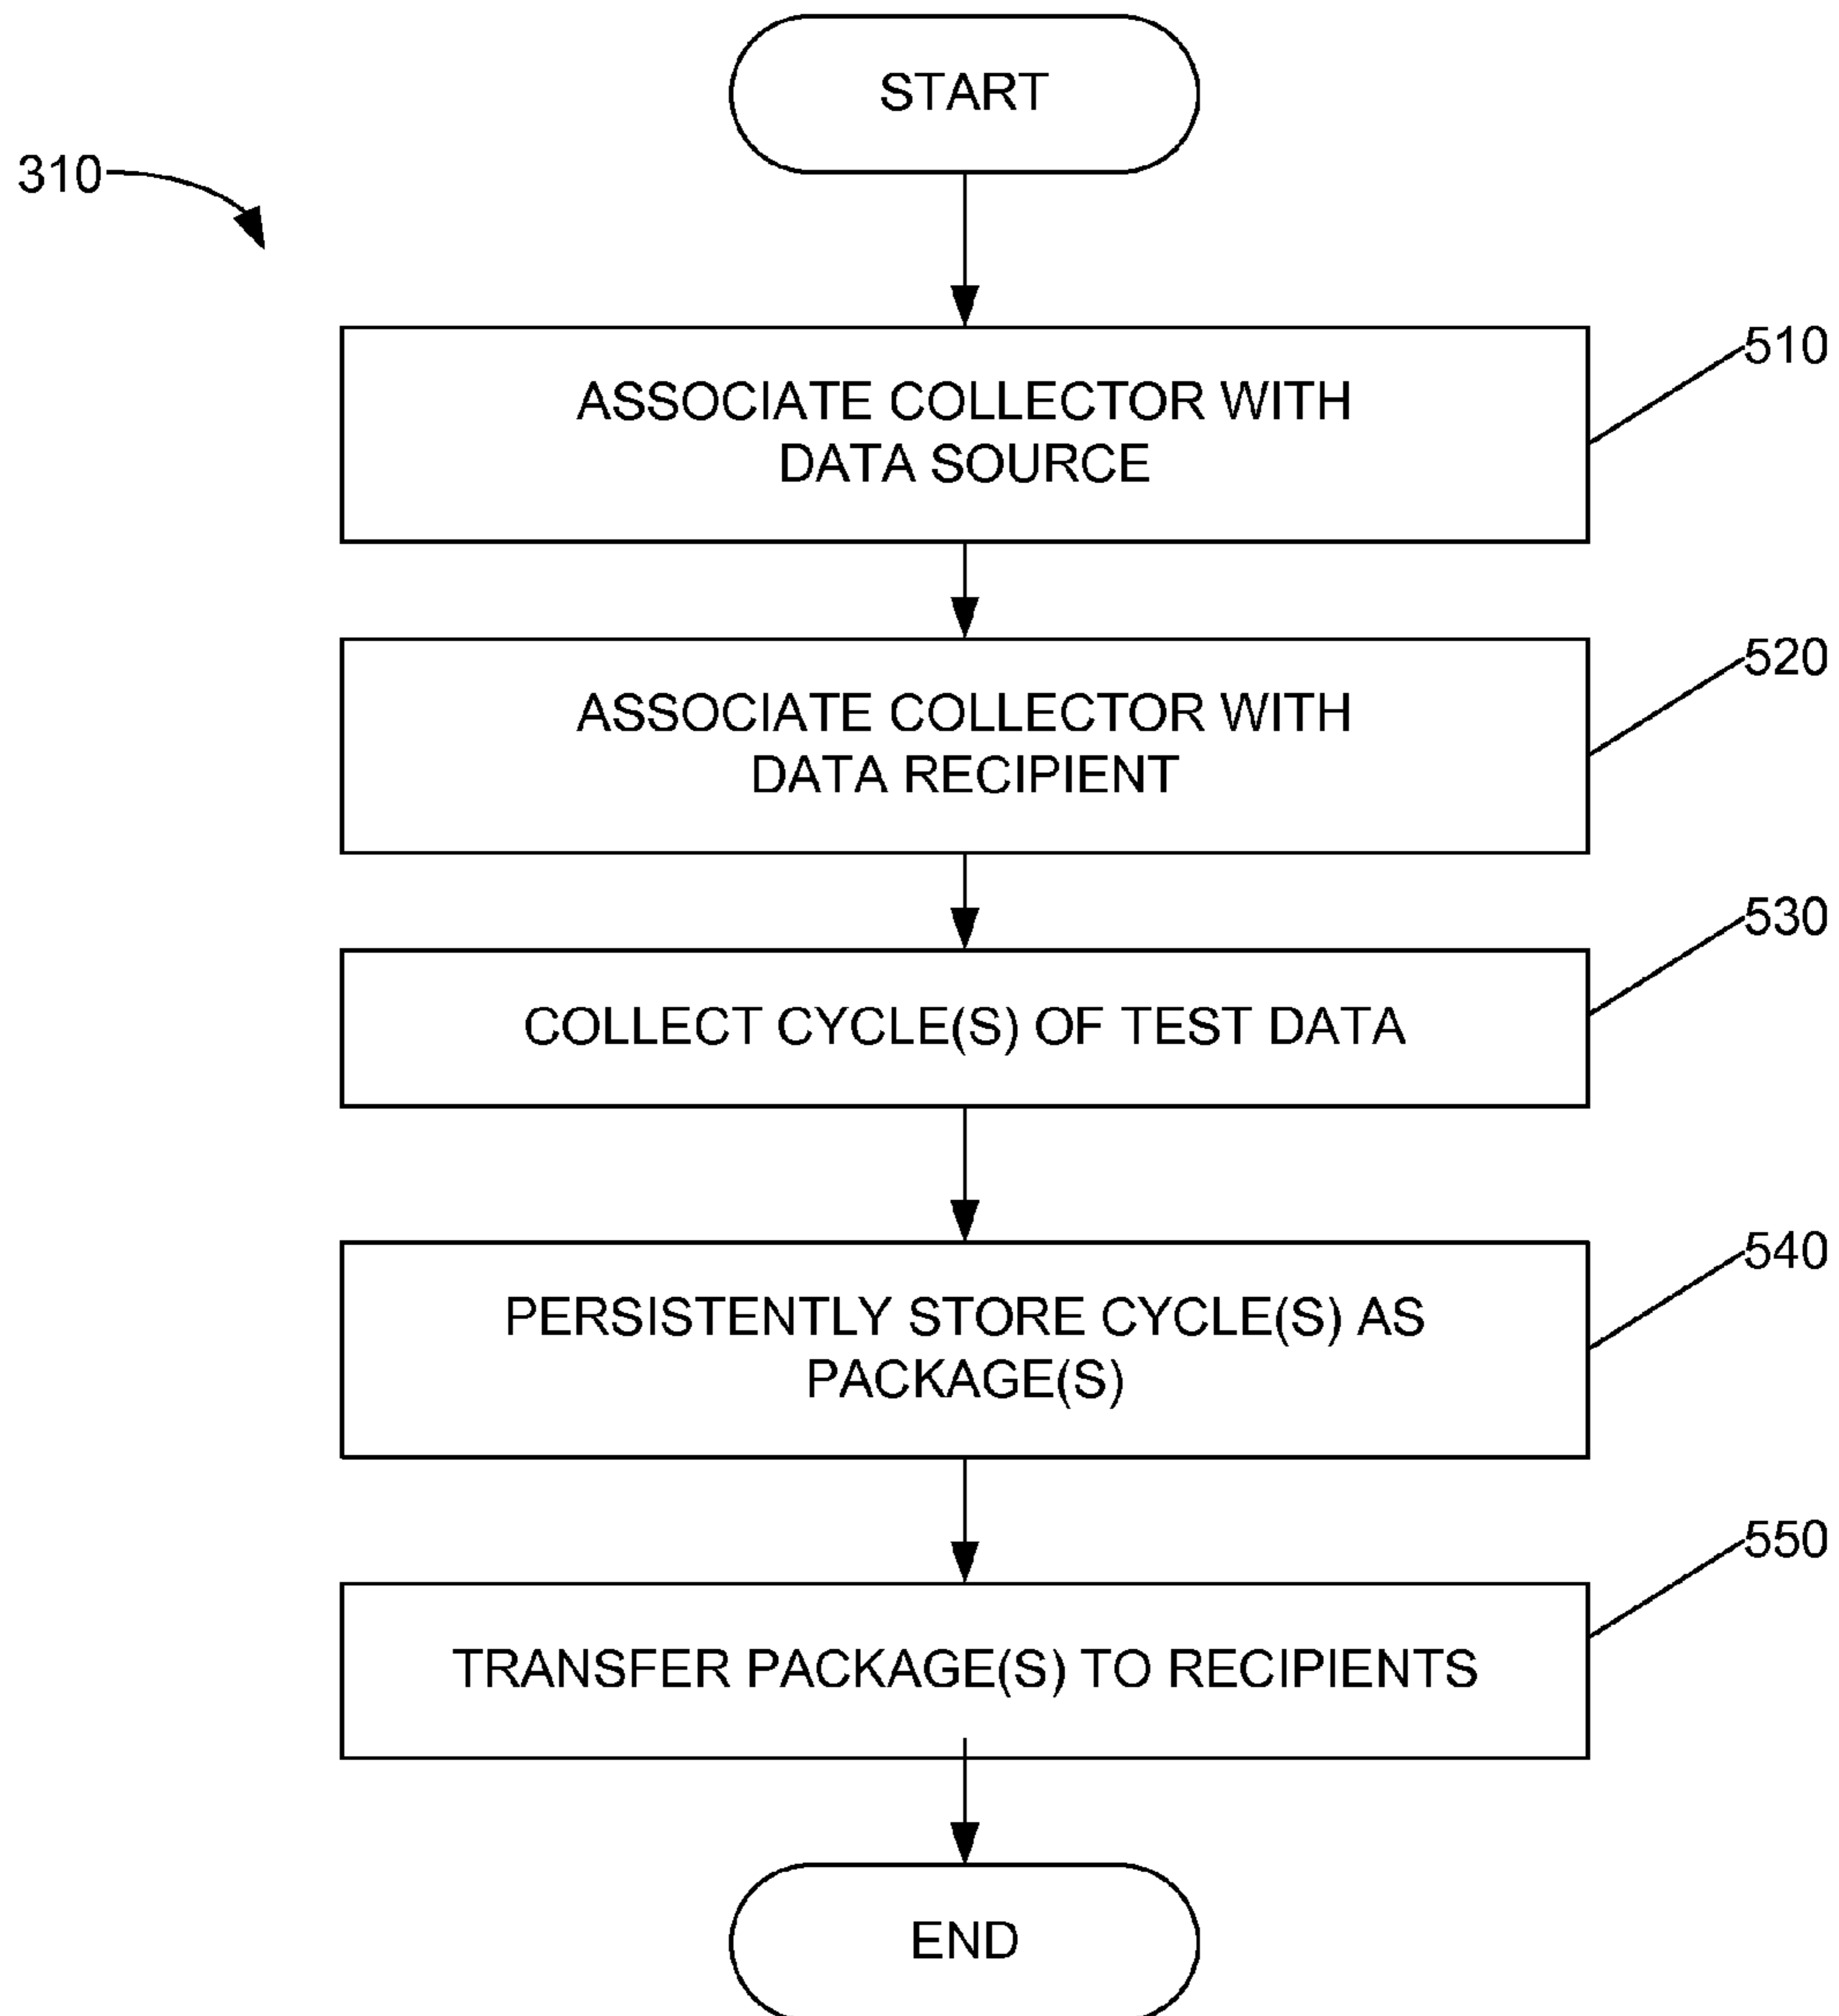 START
310
ASSOCIATE COLLECTOR WITH
DATA SOURCE
510
ASSOCIATE COLLECTOR WITH
DATA RECIPIENT
520
COLLECT CYCLE(S) OF TEST DATA
530
PERSISTENTLY STORE CYCLE(S) AS
PACKAGE(S)
540
TRANSFER PACKAGE(S) TO RECIPIENTS
550
END